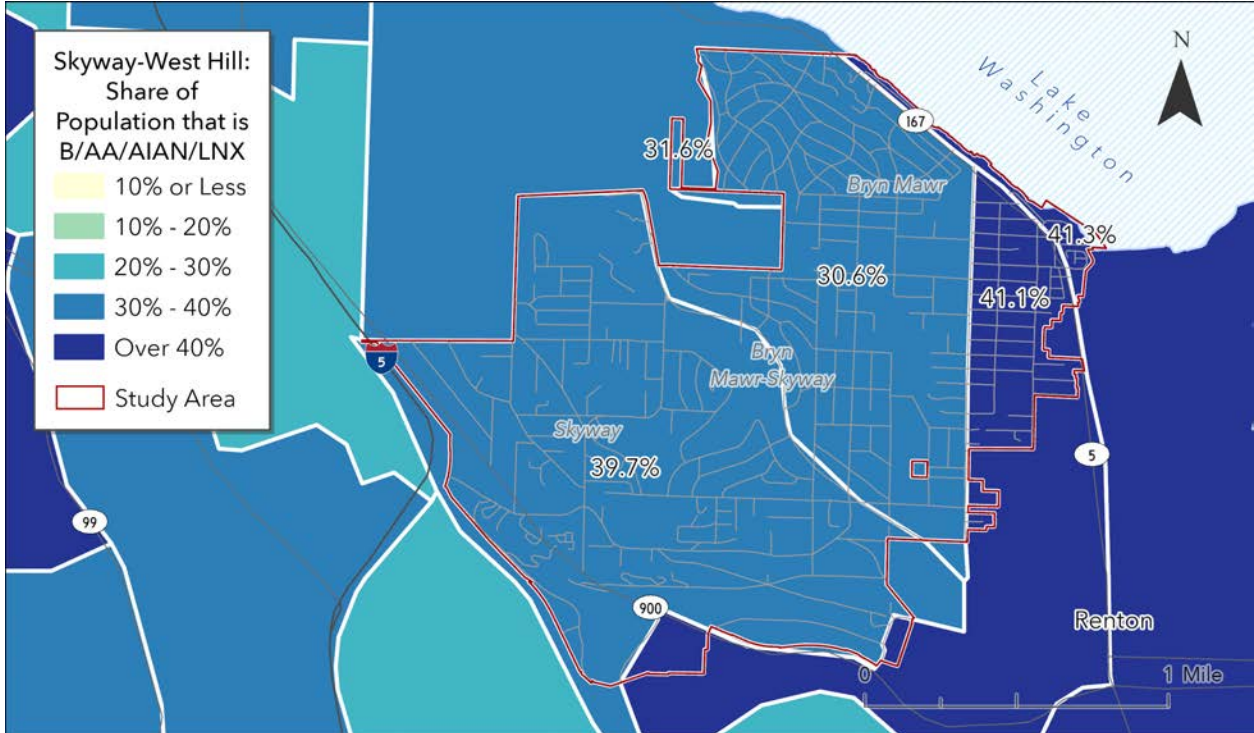 Skyway-West Hill:
Share of
Population that is
B/AA/AIAN/LNX
10% or Less
10% - 20%
20% - 30%
30% - 40%
Over 40%
Study Area
N
Lake
Washington
167
31.6%
Bryn Mawr
41.3%
30.6%
41.1%
5
Bryn
Mawr-Skyway
Skyway
39.7%
5
99
900
Renton
0
1 Mile